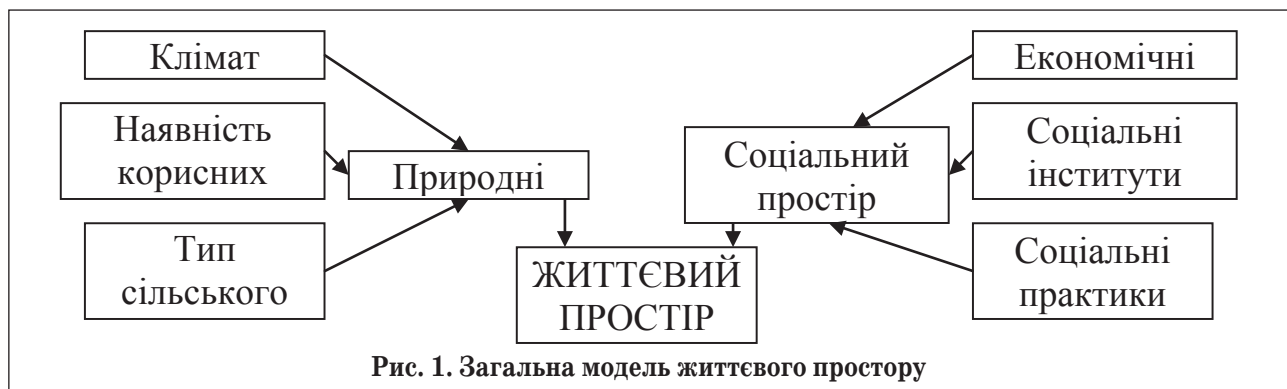 Клімат
Наявність
корисних
Тип
сільського
Природні
ЖИТТЄВИЙ
ПРОСТІР
Соціальний
простір
Економічні
Соціальні
інститути
Соціальні
практики
Рис. 1. Загальна модель життєвого простору